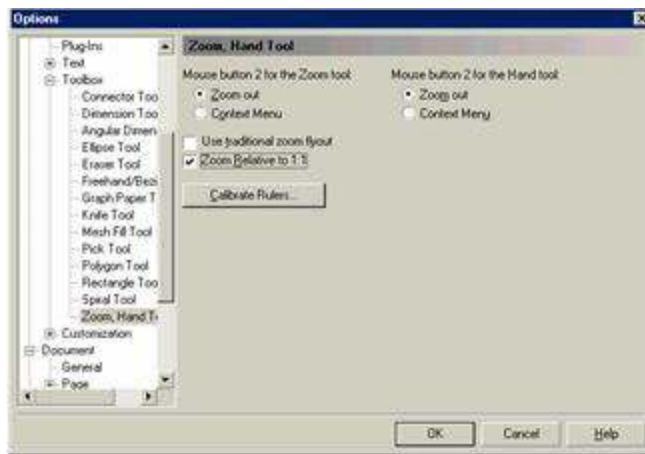 Options
Plug-Ins
Text
Toolbox
Connector Too
Dimension Too
Angular Dimen
Ellipse Tool
Eraser Tool
Freehand/Bezi
Graph Paper T
Knife Tool
Mesh Fill Tool
Pick Tool
Polygon Tool
Rectangle Too
Spiral Tool
Zoom, Hand T
Customization
Document
General
Page
Zoom, Hand Tool
Mouse button 2 for the Zoom tool:
Zoom out
Context Menu
Mouse button 2 for the Hand tool:
Zoom out
Context Menu
Use traditional zoom flyout
Zoom Relative to 1:1
Calibrate Rulers...
OK
Cancel
Help